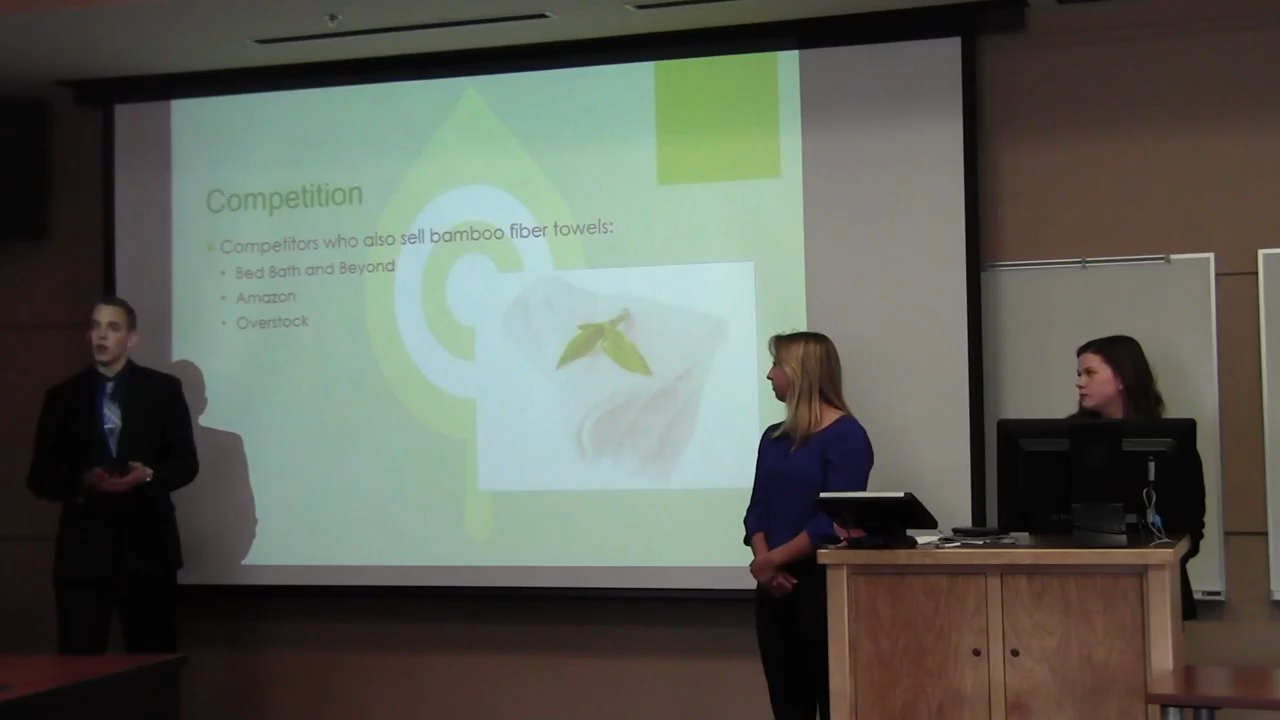 Competition
Competitors who also sell bamboo fiber towels:
Bed Bath and Beyond
Amazon
Overstock